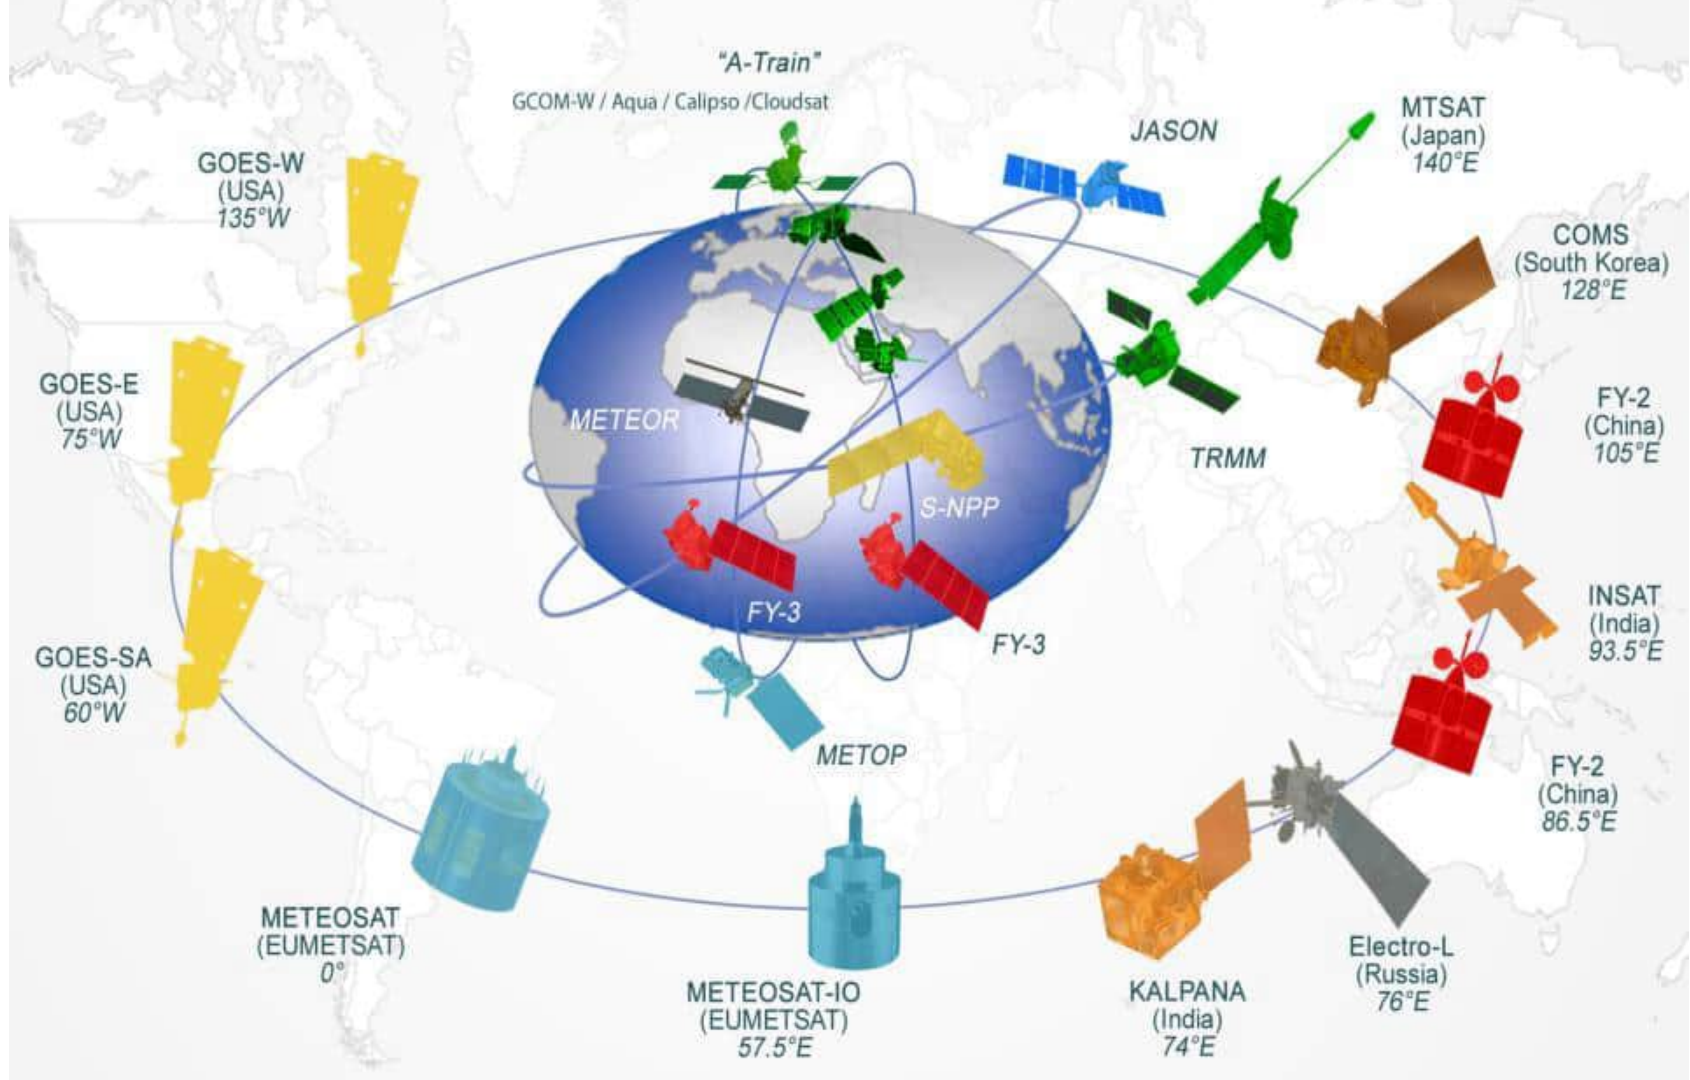 "A-Train"
GCOM-W / Aqua / Calipso /Cloudsat
JASON
MTSAT
(Japan)
140°E
GOES-W
(USA)
135°W
COMS
(South Korea)
128°E
GOES-E
(USA)
75°W
FY-2
(China)
105°E
METEOR
TRMM
S-NPP
INSAT
(India)
93.5°E
FY-3
FY-3
GOES-SA
(USA)
60°W
METOP
FY-2
(China)
86.5°E
METEOSAT
(EUMETSAT)
0°
METEOSAT-IO
(EUMETSAT)
57.5°E
KALPANA
(India)
74°E
Electro-L
(Russia)
76°E